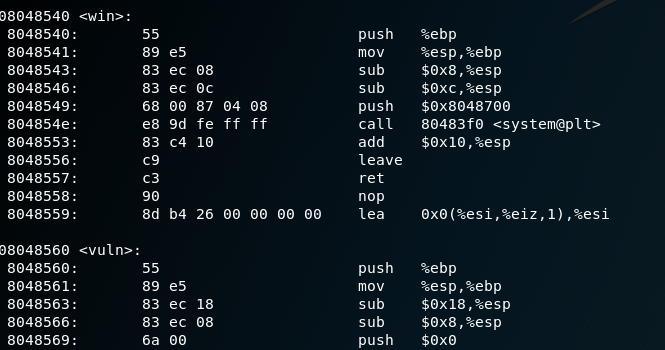 08048540 <win>:
8048540: 55 push %ebp
8048541: 89 e5 mov %esp,%ebp
8048543: 83 ec 08 sub $0x8,%esp
8048546: 83 ec 0c sub $0xc,%esp
8048549: 68 00 87 04 08 push $0x8048700
804854e: e8 9d fe ff ff call 80483f0 <system@plt>
8048553: 83 c4 10 add $0x10,%esp
8048556: c9 leave
8048557: c3 ret
8048558: 90 nop
8048559: 8d b4 26 00 00 00 00 lea 0x0(%esi,%eiz,1),%esi
08048560 <vuln>:
8048560: 55 push %ebp
8048561: 89 e5 mov %esp,%ebp
8048563: 83 ec 18 sub $0x18,%esp
8048566: 83 ec 08 sub $0x8,%esp
8048569: 6a 00 push $0x0